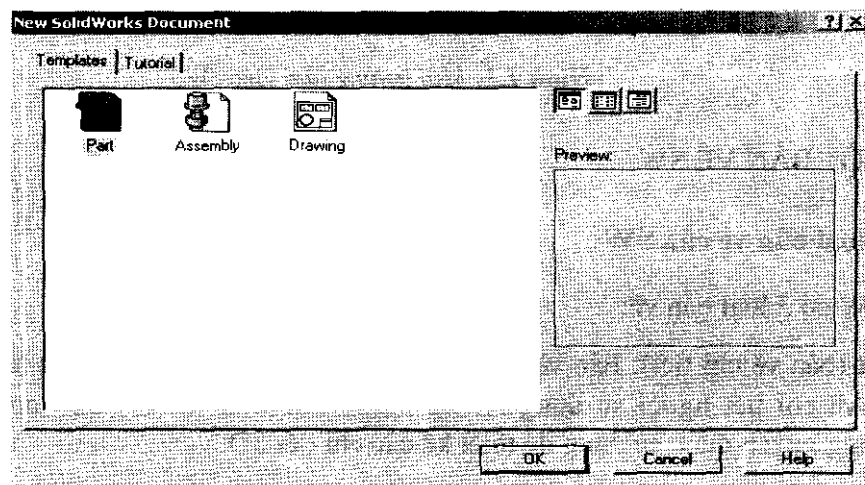 New SolidWorks Document
Templates Tutorial
Part Assembly Drawing
Preview:
OK Cancel Help